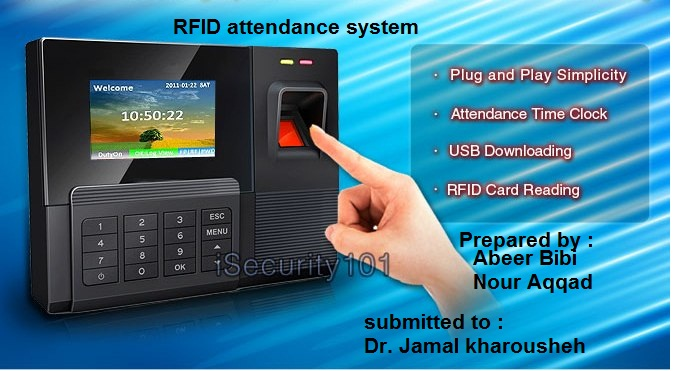 RFID attendance system
Welcome 2011-01-22 SAT
10:50:22
DutyOn
· Plug and Play Simplicity
· Attendance Time Clock
· USB Downloading
· RFID Card Reading
1 2 3 ESC
4 5 6 MENU
7 8 9
0 OK
iSecurity101
Prepared by :
Abeer Bibi
Nour Aqqad
submitted to :
Dr. Jamal kharousheh